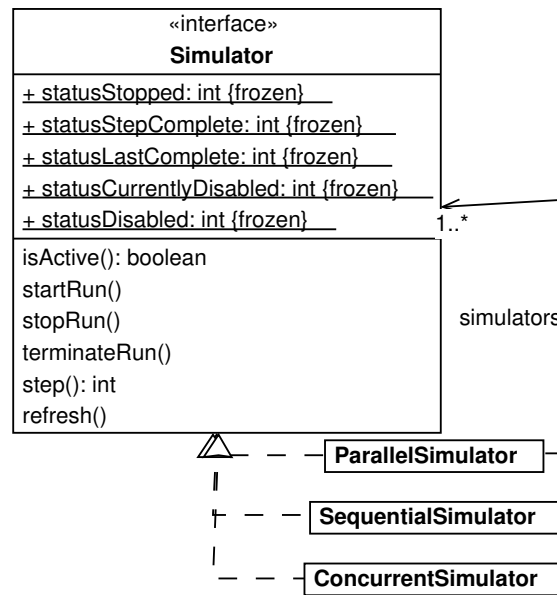 «interface»
Simulator
+ statusStopped: int {frozen}
+ statusStepComplete: int {frozen}
+ statusLastComplete: int {frozen}
+ statusCurrentlyDisabled: int {frozen}
+ statusDisabled: int {frozen}
1..*
isActive(): boolean
startRun()
stopRun()
simulators
terminateRun()
step(): int
refresh()
ParallelSimulator
SequentialSimulator
ConcurrentSimulator